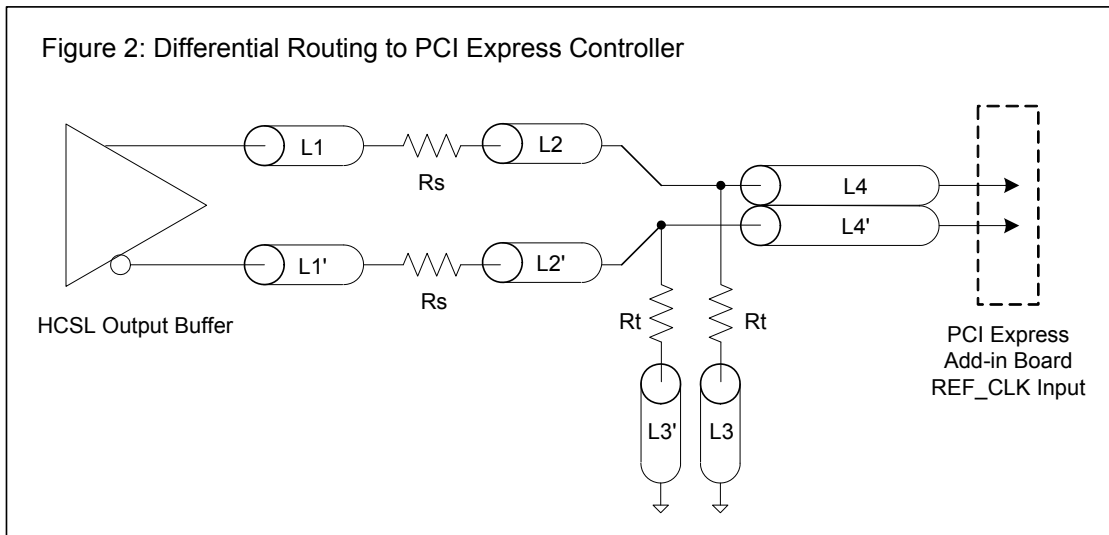 Figure 2: Differential Routing to PCI Express Controller
L1
Rs
L2
L4
L4'
L1'
Rs
L2'
HCSL Output Buffer
Rt
Rt
L3'
L3
PCI Express
Add-in Board
REF_CLK Input